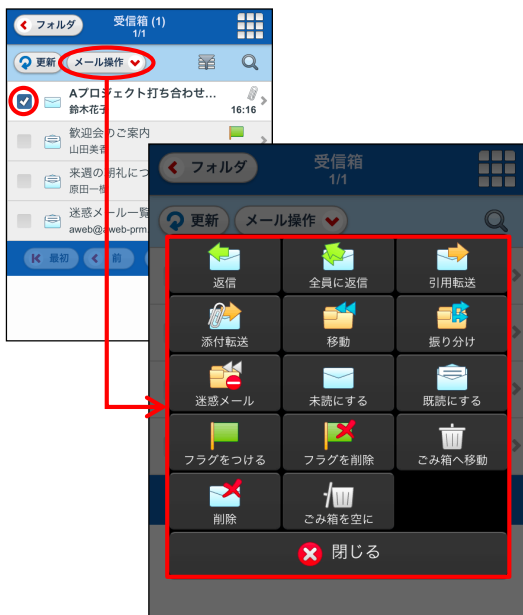 フォルダ
受信箱 (1)
1/1
更新
メール操作
Aプロジェクト打ち合わせ...
鈴木花子
16:16
歓迎会のご案内
山田美香
来週の朝礼につ
原田一樹
迷惑メール一覧
aweb@aweb-prm
最初
前
フォルダ
受信箱
1/1
更新
メール操作
返信
全員に返信
引用転送
添付転送
移動
振り分け
迷惑メール
未読にする
既読にする
フラグをつける
フラグを削除
ごみ箱へ移動
削除
ごみ箱を空に
閉じる